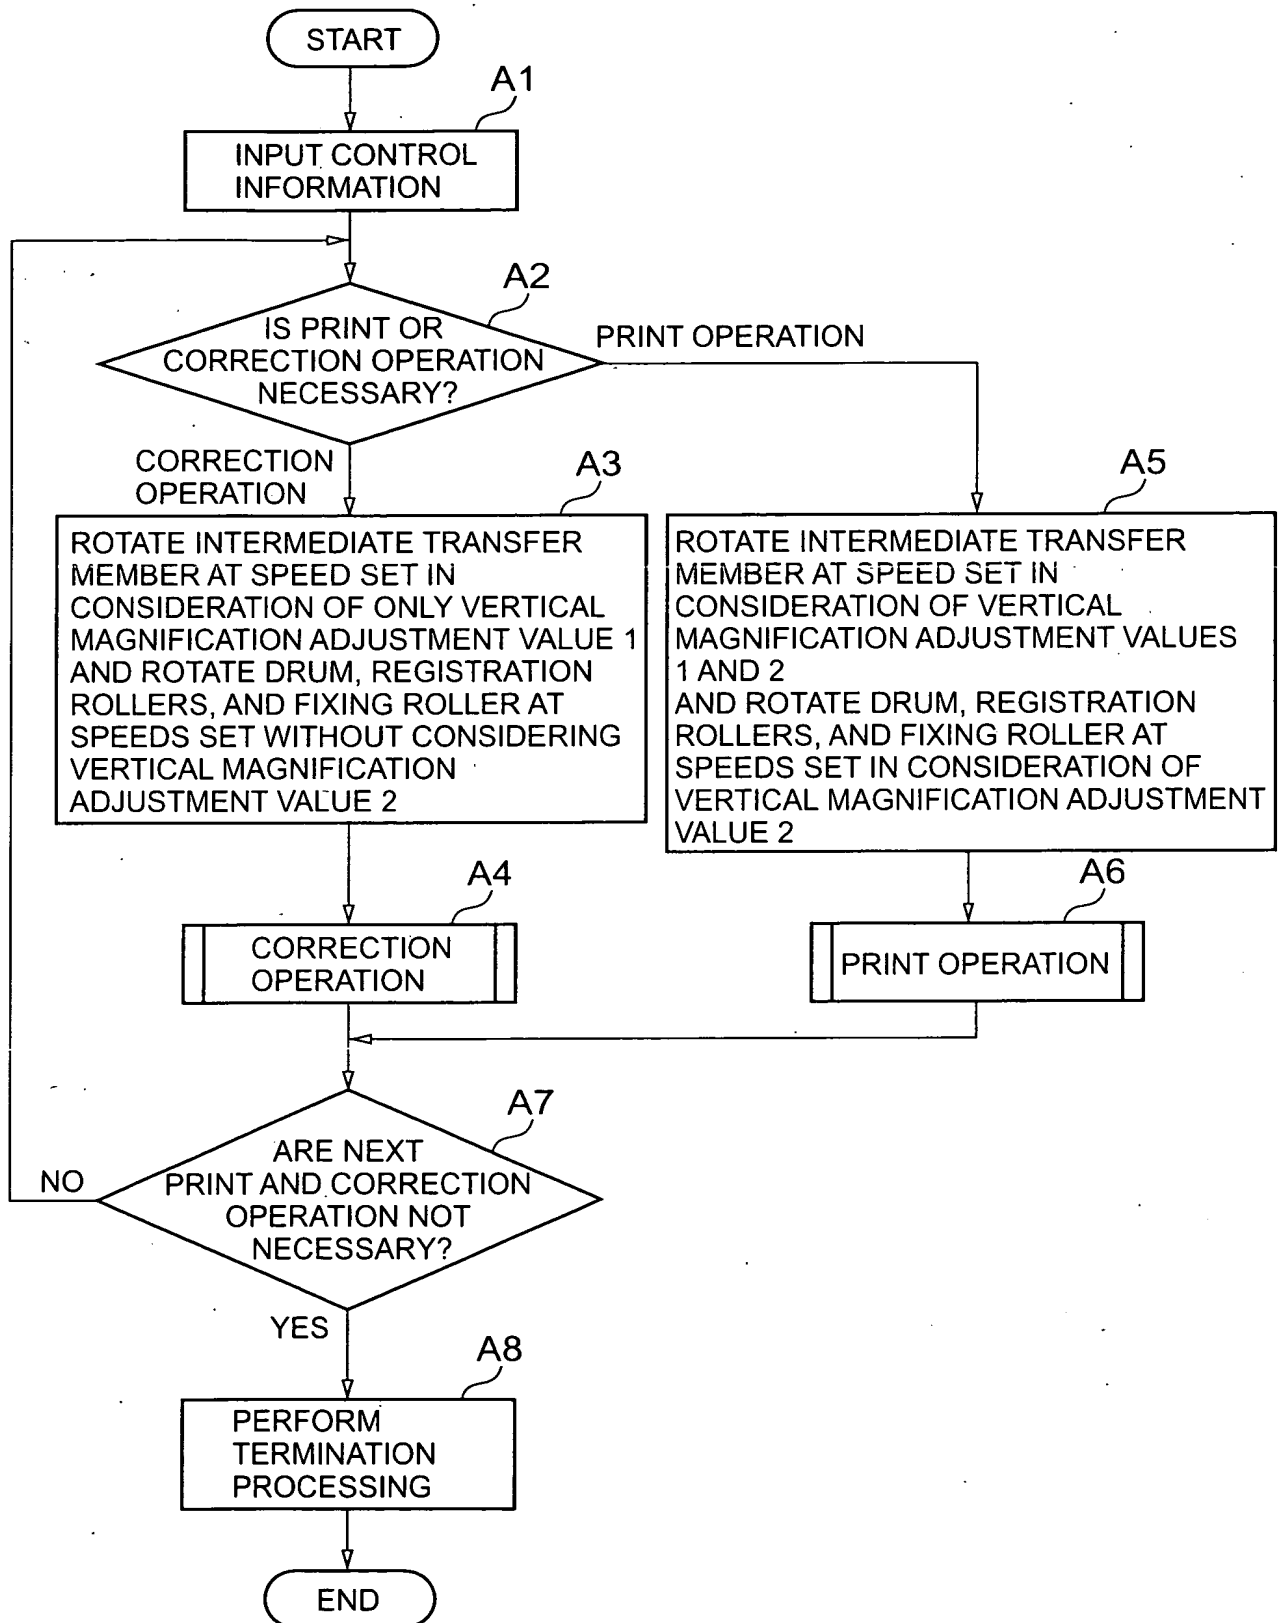 START
A1
INPUT CONTROL
INFORMATION
A2
IS PRINT OR
CORRECTION OPERATION
NECESSARY?
PRINT OPERATION
CORRECTION
OPERATION
A3
ROTATE INTERMEDIATE TRANSFER
MEMBER AT SPEED SET IN
CONSIDERATION OF ONLY VERTICAL
MAGNIFICATION ADJUSTMENT VALUE 1
AND ROTATE DRUM, REGISTRATION
ROLLERS, AND FIXING ROLLER AT
SPEEDS SET WITHOUT CONSIDERING
VERTICAL MAGNIFICATION
ADJUSTMENT VALUE 2
A5
ROTATE INTERMEDIATE TRANSFER
MEMBER AT SPEED SET IN
CONSIDERATION OF VERTICAL
MAGNIFICATION ADJUSTMENT VALUES
1 AND 2
AND ROTATE DRUM, REGISTRATION
ROLLERS, AND FIXING ROLLER AT
SPEEDS SET IN CONSIDERATION OF
VERTICAL MAGNIFICATION ADJUSTMENT
VALUE 2
A4
CORRECTION
OPERATION
A6
PRINT OPERATION
A7
ARE NEXT
PRINT AND CORRECTION
OPERATION NOT
NECESSARY?
NO
YES
A8
PERFORM
TERMINATION
PROCESSING
END